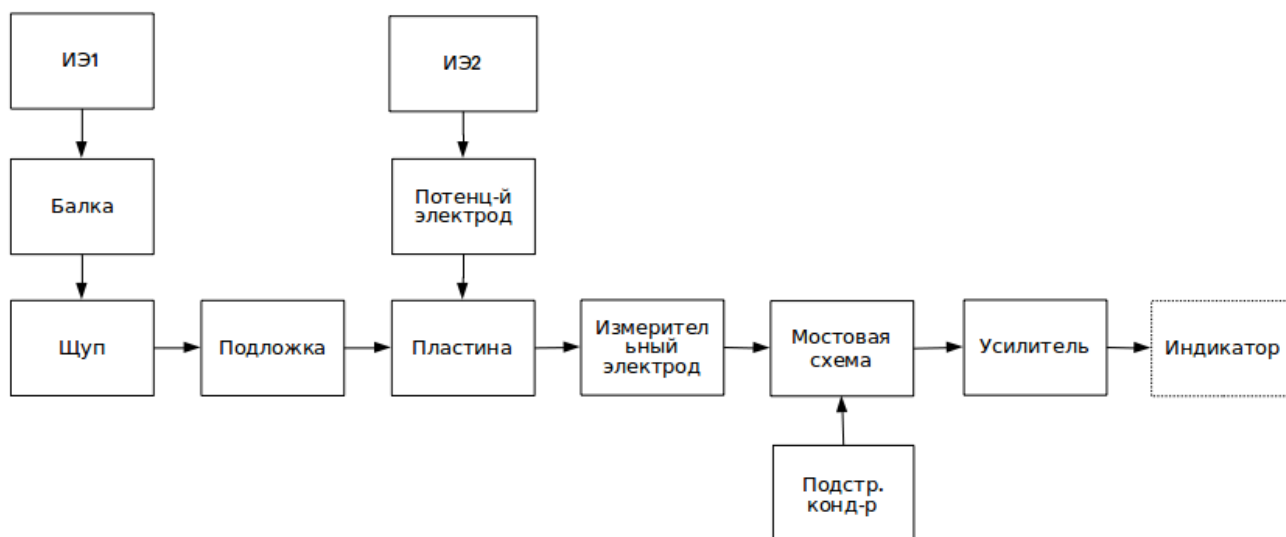 ИЭ1
ИЭ2
Балка
Потенц-й
электрод
Щуп
Подложка
Пластина
Измерител
ьный
электрод
Мостовая
схема
Усилитель
Индикатор
Подстр.
конд-р